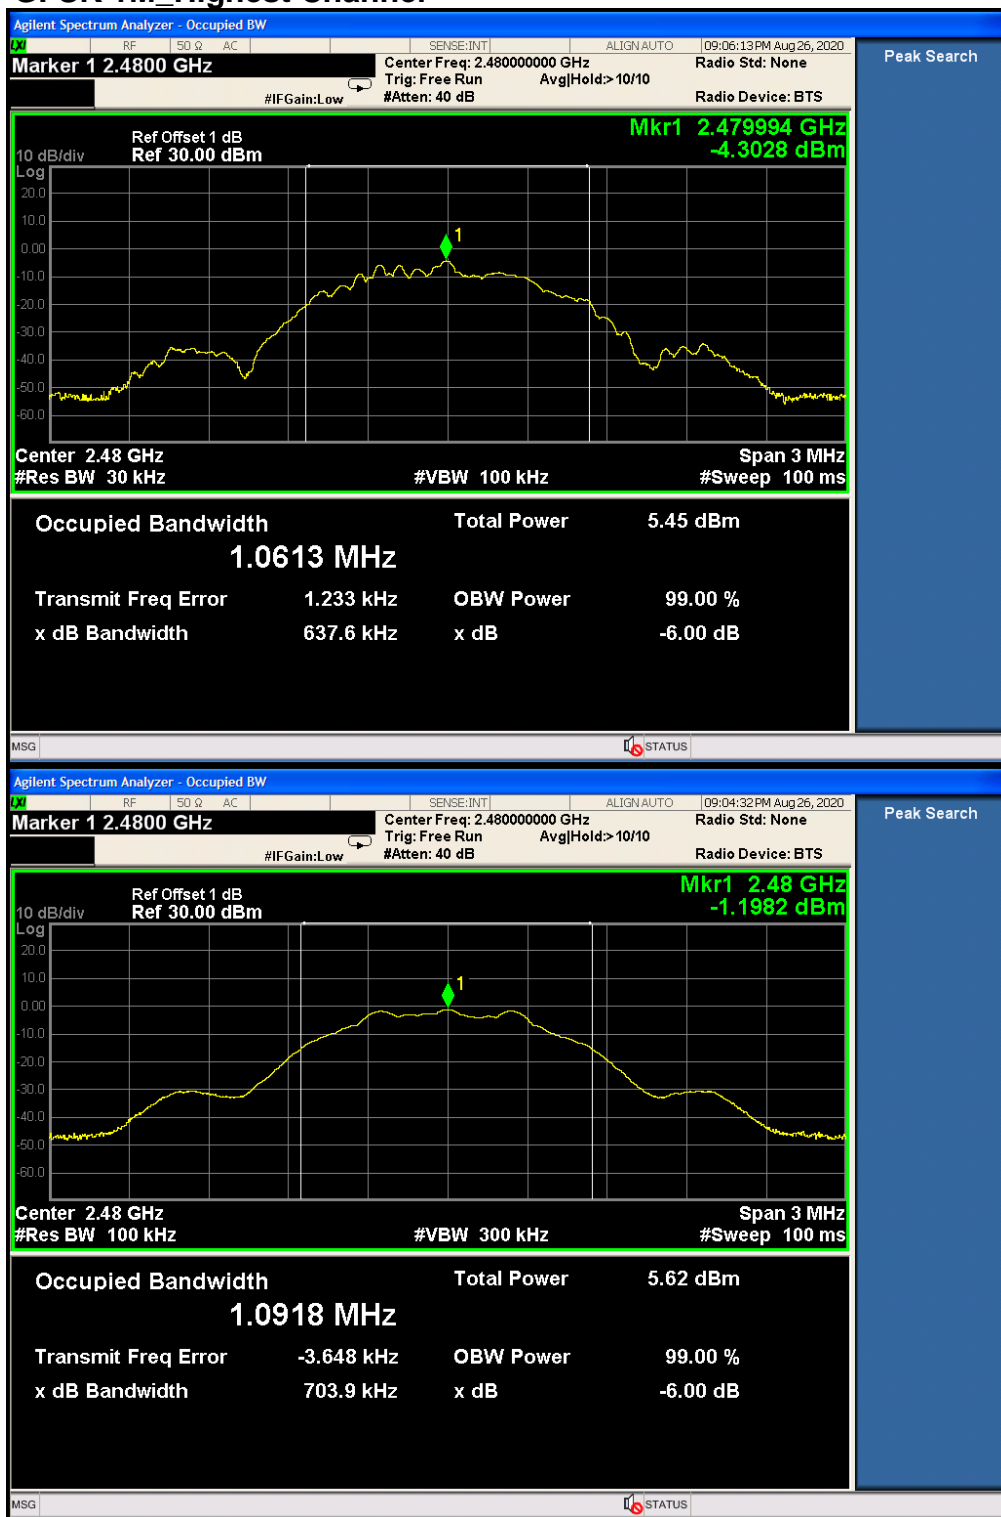 Agilent Spectrum Analyzer - Occupied BW
LXI RF 50 Ω AC SENSE:INT ALIGN AUTO 09:06:13 PM Aug 26, 2020
Marker 1 2.4800 GHz Center Freq: 2.480000000 GHz Radio Std: None Peak Search
Trig: Free Run Avg|Hold:> 10/10
#IFGain:Low #Atten: 40 dB Radio Device: BTS
Mkr1 2.479994 GHz
Ref Offset 1 dB
10 dB/div Ref 30.00 dBm -4.3028 dBm
Log
20.0
10.0
0.00
-10.0
-20.0
-30.0
-40.0
-50.0
-60.0
1
Center 2.48 GHz Span 3 MHz
#Res BW 30 kHz #VBW 100 kHz #Sweep 100 ms
Occupied Bandwidth Total Power 5.45 dBm
1.0613 MHz
Transmit Freq Error 1.233 kHz OBW Power 99.00 %
x dB Bandwidth 637.6 kHz x dB -6.00 dB
MSG STATUS
Agilent Spectrum Analyzer - Occupied BW
LXI RF 50 Ω AC SENSE:INT ALIGN AUTO 09:04:32 PM Aug 26, 2020
Marker 1 2.4800 GHz Center Freq: 2.480000000 GHz Radio Std: None Peak Search
Trig: Free Run Avg|Hold:> 10/10
#IFGain:Low #Atten: 40 dB Radio Device: BTS
Mkr1 2.48 GHz
Ref Offset 1 dB
10 dB/div Ref 30.00 dBm -1.1982 dBm
Log
20.0
10.0
0.00
-10.0
-20.0
-30.0
-40.0
-50.0
-60.0
1
Center 2.48 GHz Span 3 MHz
#Res BW 100 kHz #VBW 300 kHz #Sweep 100 ms
Occupied Bandwidth Total Power 5.62 dBm
1.0918 MHz
Transmit Freq Error -3.648 kHz OBW Power 99.00 %
x dB Bandwidth 703.9 kHz x dB -6.00 dB
MSG STATUS